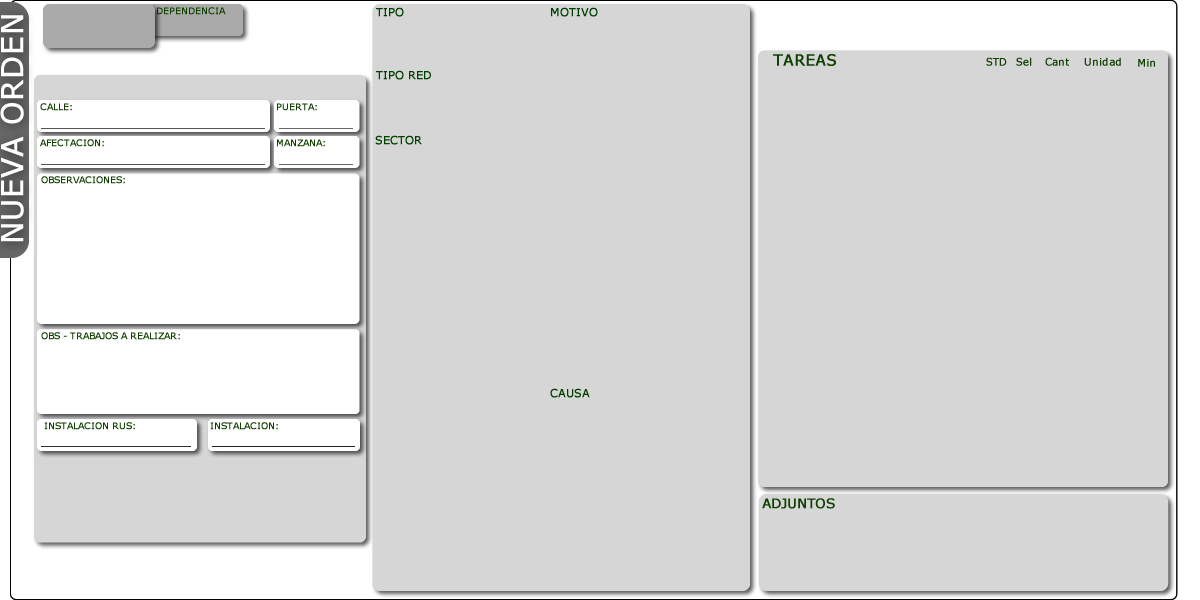 NUEVA ORDEN
DEPENDENCIA
CALLE:
PUERTA:
AFECTACION:
MANZANA:
OBSERVACIONES:
OBS - TRABAJOS A REALIZAR:
INSTALACION RUS:
INSTALACION:
TIPO
MOTIVO
TIPO RED
SECTOR
CAUSA
TAREAS STD Sel Cant Unidad Min
ADJUNTOS